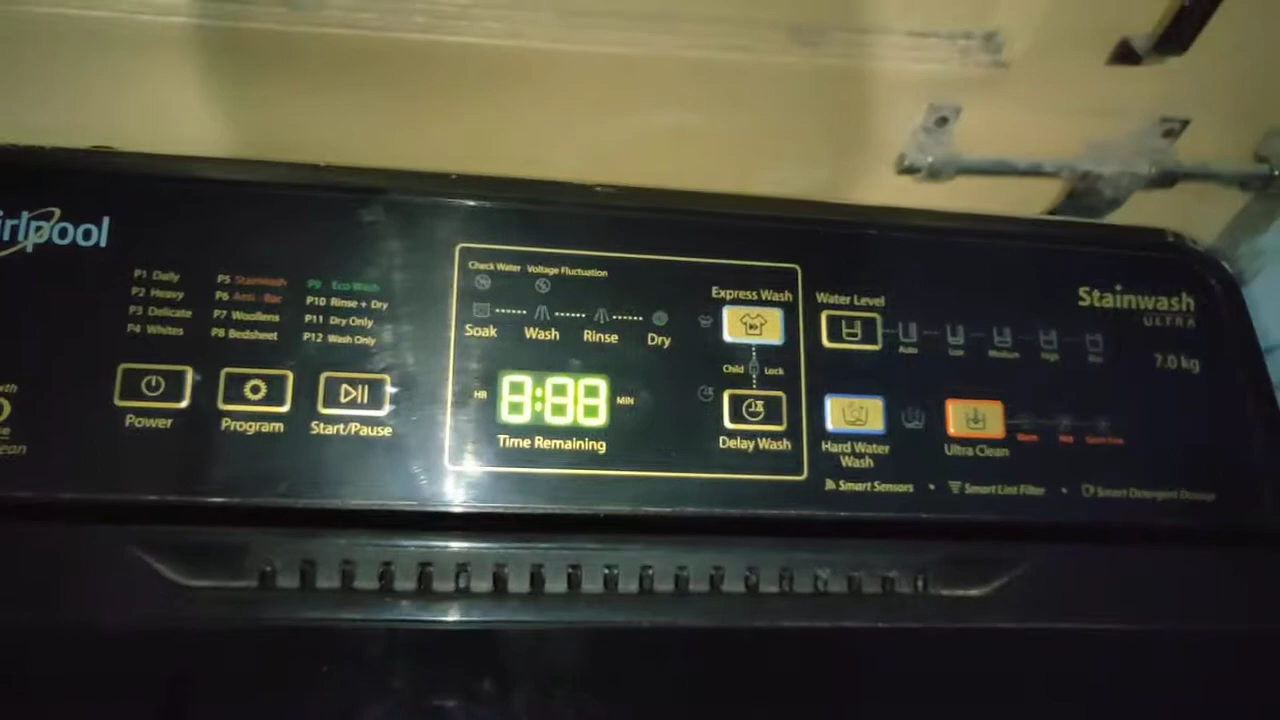 irlpool
P1 Daily
P2 Heavy
P3 Delicate
P4 Whites
P5 Stainwash
P6 Anti - Bac
P7 Woollens
P8 Bedsheet
P9 Eco Wash
P10 Rinse + Dry
P11 Dry Only
P12 Wash Only
Power
Program
Start/Pause
Check Water Voltage Fluctuation
Soak Wash Rinse Dry
HR 8:88 MIN
Time Remaining
Express Wash
Child Lock
Delay Wash
Water Level
Auto Low Medium High
Hard Water
Wash
Ultra Clean
Warm Hot
Smart Sensors • Smart Lint Filter • Smart Detergent
Stainwash
ULTRA
7.0 kg